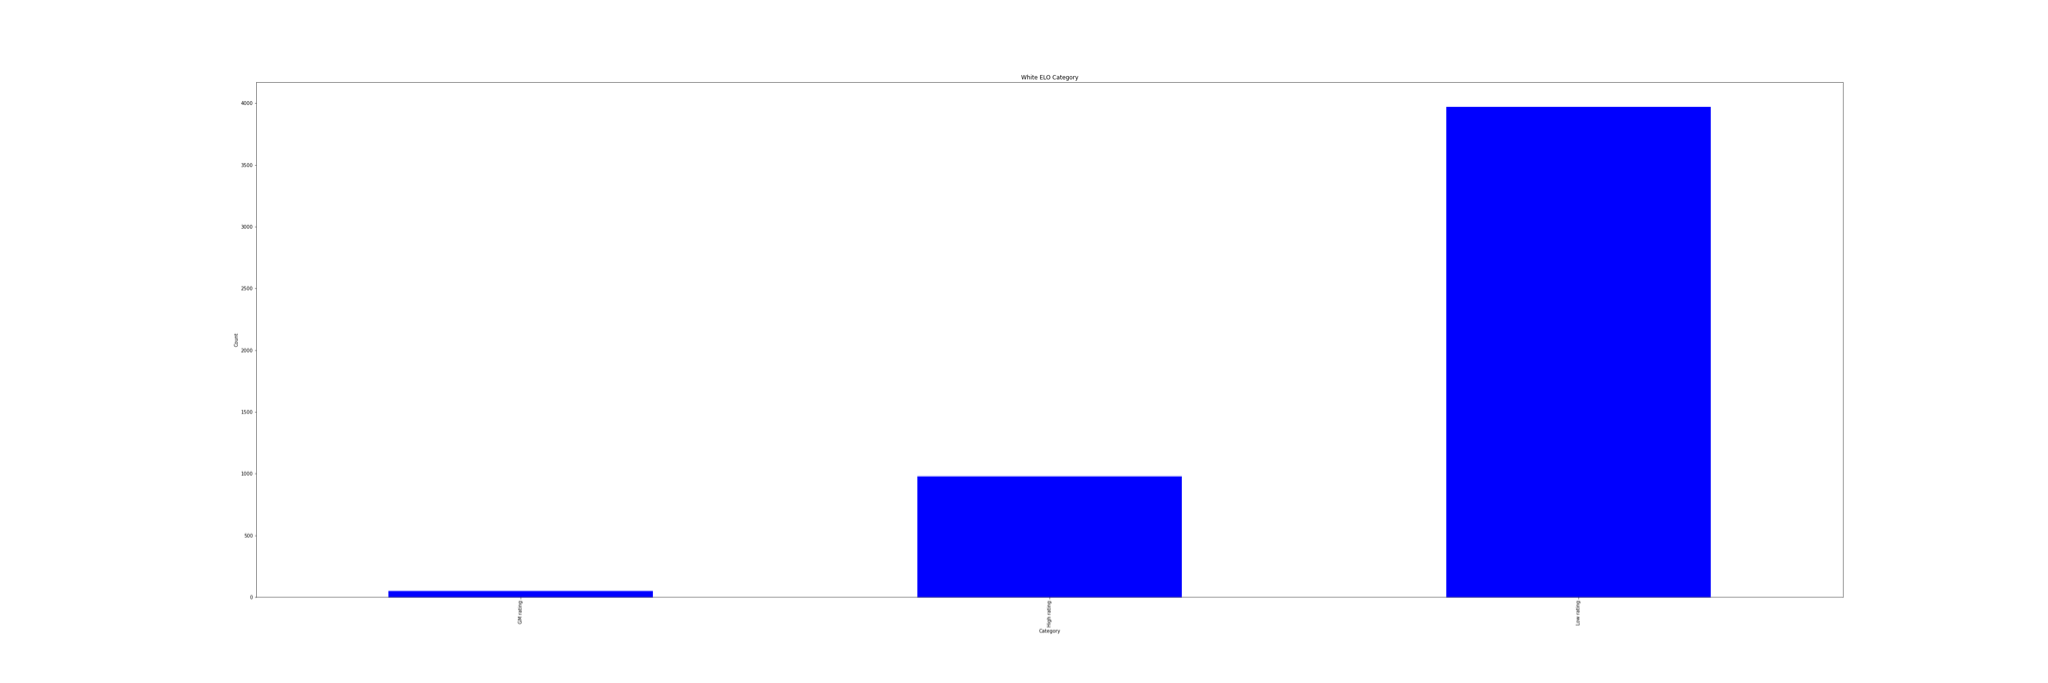 White ELO Category
4000
3500
3000
2500
2000
1500
1000
500
0
Count
GM rating
High rating
Low rating
Category